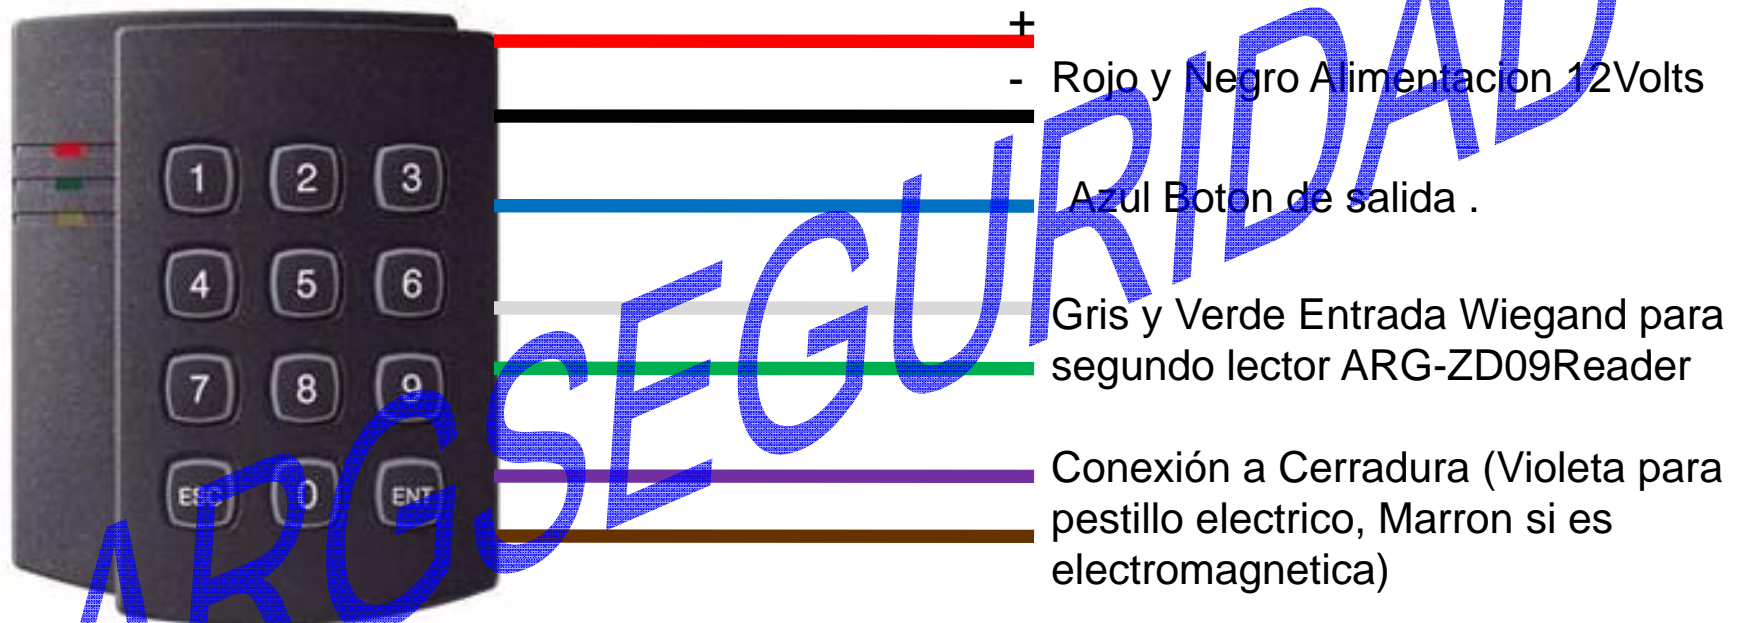 +
- Rojo y Negro Alimentacion 12Volts
1 2 3
Azul Boton de salida .
4 5 6
Gris y Verde Entrada Wiegand para
segundo lector ARG-ZD09Reader
7 8 9
Conexión a Cerradura (Violeta para
pestillo electrico, Marron si es
electromagnetica)
ESC 0 ENT
ARGSEGURIDAD